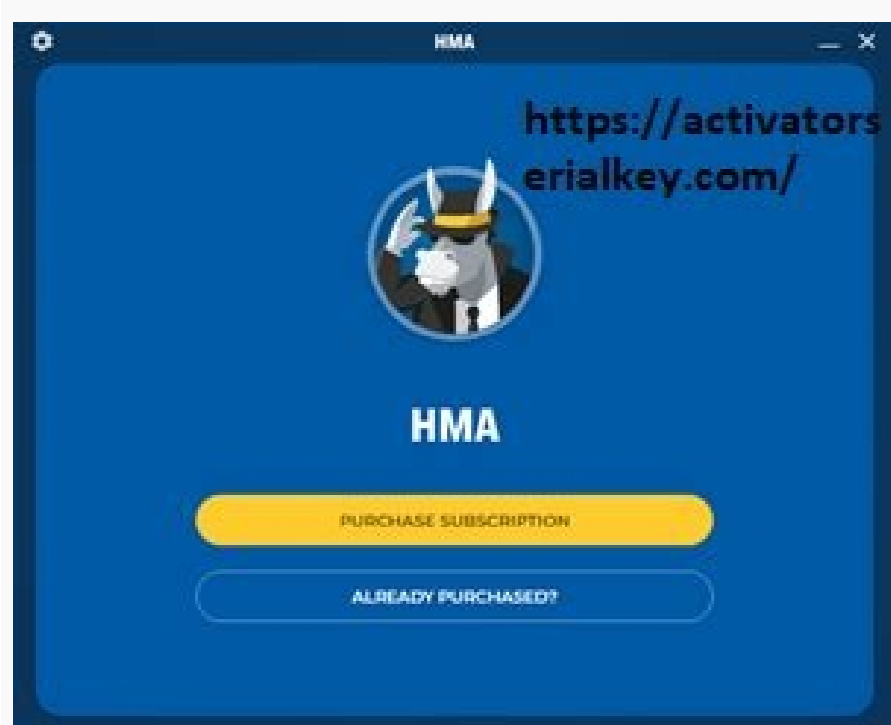 HMA
https://activators
erialkey.com/
HMA
PURCHASE SUBSCRIPTION
ALREADY PURCHASED?